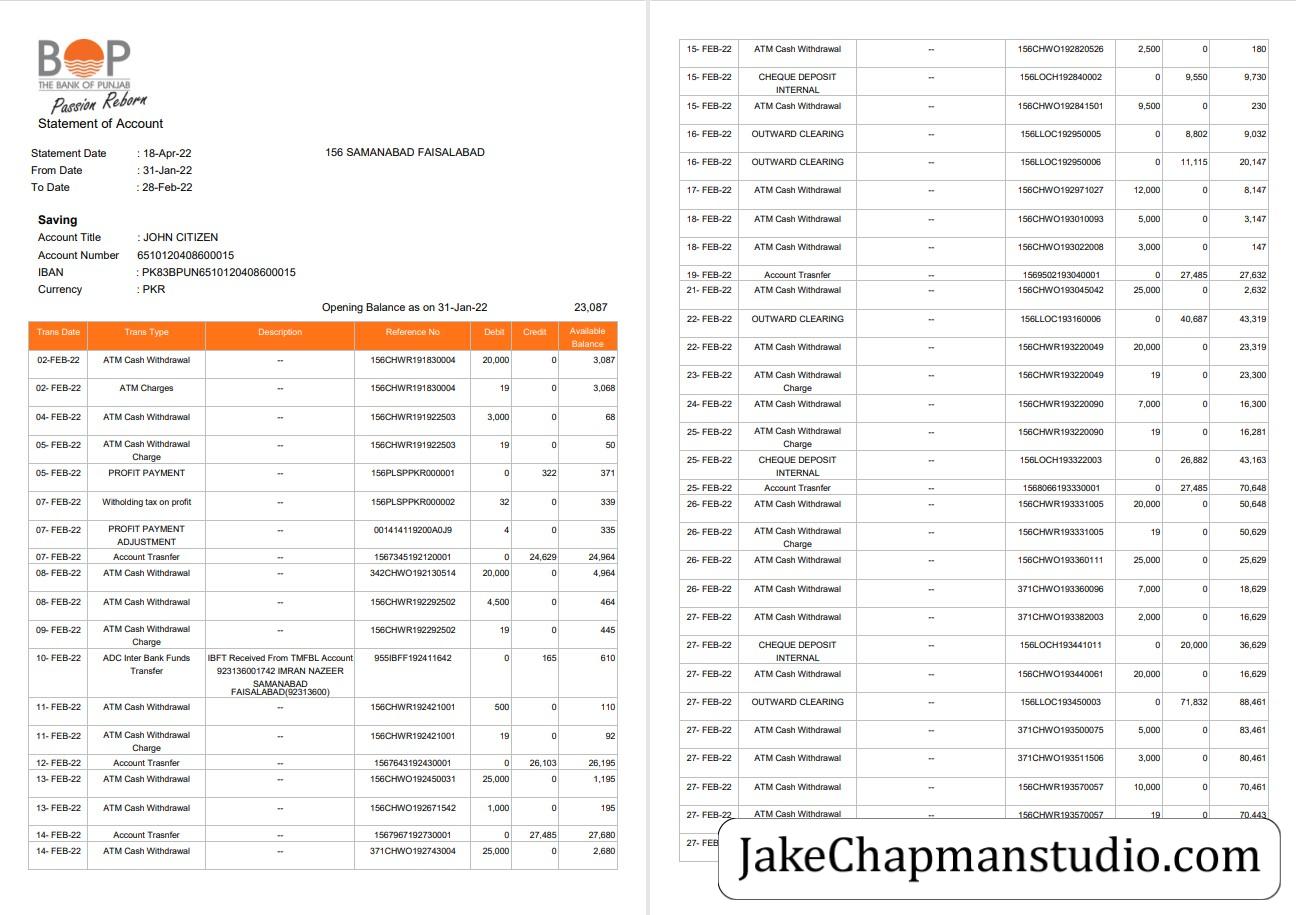 BOP
THE BANK OF PUNJAB
Passion Reborn
Statement of Account
Statement Date : 18-Apr-22 156 SAMANABAD FAISALABAD
From Date : 31-Jan-22
To Date : 28-Feb-22
Saving
Account Title : JOHN CITIZEN
Account Number 6510120408600015
IBAN : PK83BPUN6510120408600015
Currency : PKR
Opening Balance as on 31-Jan-22 23,087
Trans Date Trans Type Description Reference No Debit Credit Available
Balance
02-FEB-22 ATM Cash Withdrawal -- 156CHWR191830004 20,000 0 3,087
02- FEB-22 ATM Charges -- 156CHWR191830004 19 0 3,068
04- FEB-22 ATM Cash Withdrawal -- 156CHWR191922503 3,000 0 68
05- FEB-22 ATM Cash Withdrawal -- 156CHWR191922503 19 0 50
Charge
05- FEB-22 PROFIT PAYMENT -- 156PLSPPKR000001 0 322 371
07- FEB-22 Witholding tax on profit -- 156PLSPPKR000002 32 0 339
07- FEB-22 PROFIT PAYMENT -- 001414119200A0J9 4 0 335
ADJUSTMENT
07- FEB-22 Account Trasnfer -- 1567345192120001 0 24,629 24,964
08- FEB-22 ATM Cash Withdrawal -- 342CHWO192130514 20,000 0 4,964
08- FEB-22 ATM Cash Withdrawal -- 156CHWR192292502 4,500 0 464
09- FEB-22 ATM Cash Withdrawal -- 156CHWR192292502 19 0 445
Charge
10- FEB-22 ADC Inter Bank Funds IBFT Received From TMFBL Account 955IBFF192411642 0 165 610
Transfer 923136001742 IMRAN NAZEER
SAMANABAD
FAISALABAD(92313600)
11- FEB-22 ATM Cash Withdrawal -- 156CHWR192421001 500 0 110
11- FEB-22 ATM Cash Withdrawal -- 156CHWR192421001 19 0 92
Charge
12- FEB-22 Account Trasnfer -- 1567643192430001 0 26,103 26,195
13- FEB-22 ATM Cash Withdrawal -- 156CHWO192450031 25,000 0 1,195
13- FEB-22 ATM Cash Withdrawal -- 156CHWO192671542 1,000 0 195
14- FEB-22 Account Trasnfer -- 1567967192730001 0 27,485 27,680
14- FEB-22 ATM Cash Withdrawal -- 371CHWO192743004 25,000 0 2,680
15- FEB-22 ATM Cash Withdrawal -- 156CHWO192820526 2,500 0 180
15- FEB-22 CHEQUE DEPOSIT -- 156LOCH192840002 0 9,550 9,730
INTERNAL
15- FEB-22 ATM Cash Withdrawal -- 156CHWO192841501 9,500 0 230
16- FEB-22 OUTWARD CLEARING -- 156LLOC192950005 0 8,802 9,032
16- FEB-22 OUTWARD CLEARING -- 156LLOC192950006 0 11,115 20,147
17- FEB-22 ATM Cash Withdrawal -- 156CHWO192971027 12,000 0 8,147
18- FEB-22 ATM Cash Withdrawal -- 156CHWO193010093 5,000 0 3,147
18- FEB-22 ATM Cash Withdrawal -- 156CHWO193022008 3,000 0 147
19- FEB-22 Account Trasnfer -- 1569502193040001 0 27,485 27,632
21- FEB-22 ATM Cash Withdrawal -- 156CHWO193045042 25,000 0 2,632
22- FEB-22 OUTWARD CLEARING -- 156LLOC193160006 0 40,687 43,319
22- FEB-22 ATM Cash Withdrawal -- 156CHWR193220049 20,000 0 23,319
23- FEB-22 ATM Cash Withdrawal -- 156CHWR193220049 19 0 23,300
Charge
24- FEB-22 ATM Cash Withdrawal -- 156CHWR193220090 7,000 0 16,300
25- FEB-22 ATM Cash Withdrawal -- 156CHWR193220090 19 0 16,281
Charge
25- FEB-22 CHEQUE DEPOSIT -- 156LOCH193322003 0 26,882 43,163
INTERNAL
25- FEB-22 Account Trasnfer -- 1568066193330001 0 27,485 70,648
26- FEB-22 ATM Cash Withdrawal -- 156CHWR193331005 20,000 0 50,648
26- FEB-22 ATM Cash Withdrawal -- 156CHWR193331005 19 0 50,629
Charge
26- FEB-22 ATM Cash Withdrawal -- 156CHWO193360111 25,000 0 25,629
26- FEB-22 ATM Cash Withdrawal -- 371CHWO193360096 7,000 0 18,629
27- FEB-22 ATM Cash Withdrawal -- 371CHWO193382003 2,000 0 16,629
27- FEB-22 CHEQUE DEPOSIT -- 156LOCH193441011 0 20,000 36,629
INTERNAL
27- FEB-22 ATM Cash Withdrawal -- 156CHWO193440061 20,000 0 16,629
27- FEB-22 OUTWARD CLEARING -- 156LLOC193450003 0 71,832 88,461
27- FEB-22 ATM Cash Withdrawal -- 371CHWO193500075 5,000 0 83,461
27- FEB-22 ATM Cash Withdrawal -- 371CHWO193511506 3,000 0 80,461
27- FEB-22 ATM Cash Withdrawal -- 156CHWR193570057 10,000 0 70,461
27- FEB-22 ATM Cash Withdrawal -- 156CHWR193570057 19 0 70,443
27- FEB
JakeChapmanstudio.com